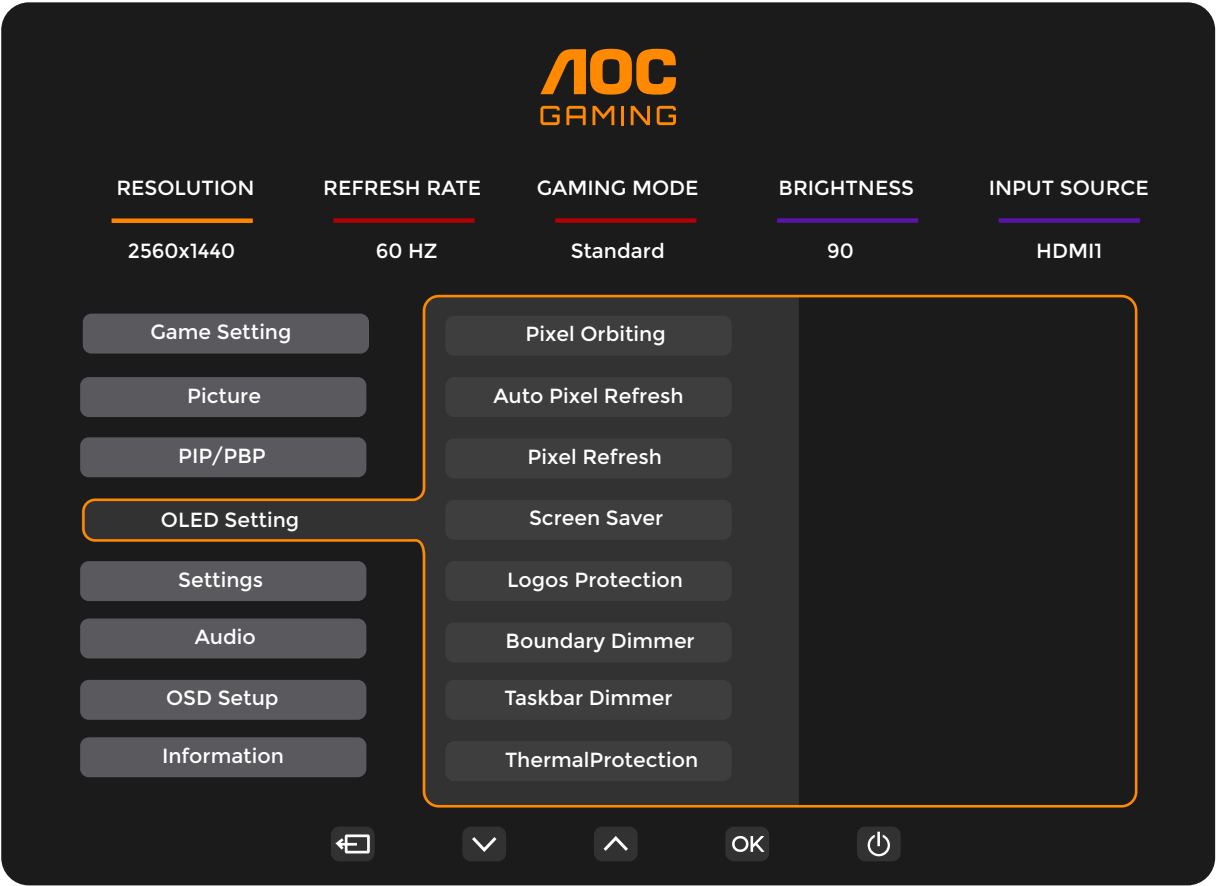 AOC
GAMING
RESOLUTION REFRESH RATE GAMING MODE BRIGHTNESS INPUT SOURCE
2560x1440 60 HZ Standard 90 HDMI1
Game Setting
Picture
PIP/PBP
OLED Setting
Settings
Audio
OSD Setup
Information
Pixel Orbiting
Auto Pixel Refresh
Pixel Refresh
Screen Saver
Logos Protection
Boundary Dimmer
Taskbar Dimmer
ThermalProtection
OK